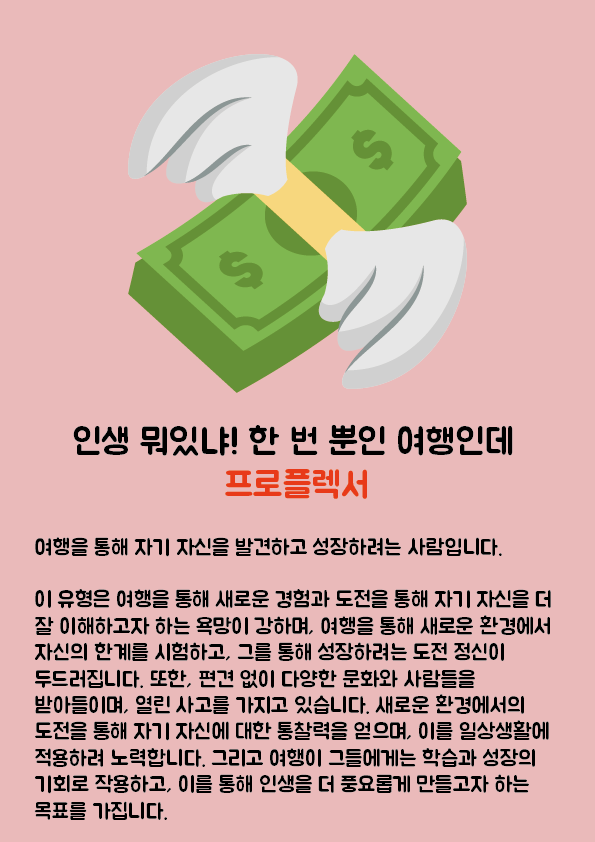 인생 뭐있냐! 한 번 뿐인 여행인데
프로플렉서
여행을 통해 자기 자신을 발견하고 성장하려는 사람입니다.
이 유형은 여행을 통해 새로운 경험과 도전을 통해 자기 자신을 더
잘 이해하고자 하는 욕망이 강하며, 여행을 통해 새로운 환경에서
자신의 한계를 시험하고, 그를 통해 성장하려는 도전 정신이
두드러집니다. 또한, 편견 없이 다양한 문화와 사람들을
받아들이며, 열린 사고를 가지고 있습니다. 새로운 환경에서의
도전을 통해 자기 자신에 대한 통찰력을 얻으며, 이를 일상생활에
적용하려 노력합니다. 그리고 여행이 그들에게는 학습과 성장의
기회로 작용하고, 이를 통해 인생을 더 풍요롭게 만들고자 하는
목표를 가집니다.